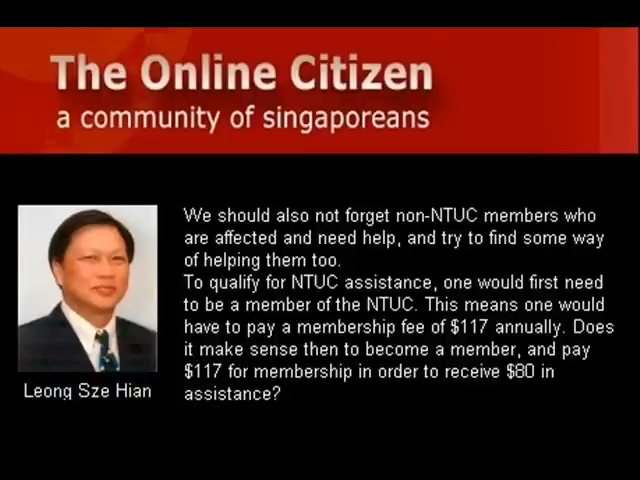 The Online Citizen
a community of singaporeans
We should also not forget non-NTUC members who
are affected and need help, and try to find some way
of helping them too.
To qualify for NTUC assistance, one would first need
to be a member of the NTUC. This means one would
have to pay a membership fee of $117 annually. Does
it make sense then to become a member, and pay
$117 for membership in order to receive $80 in
assistance?
Leong Sze Hian